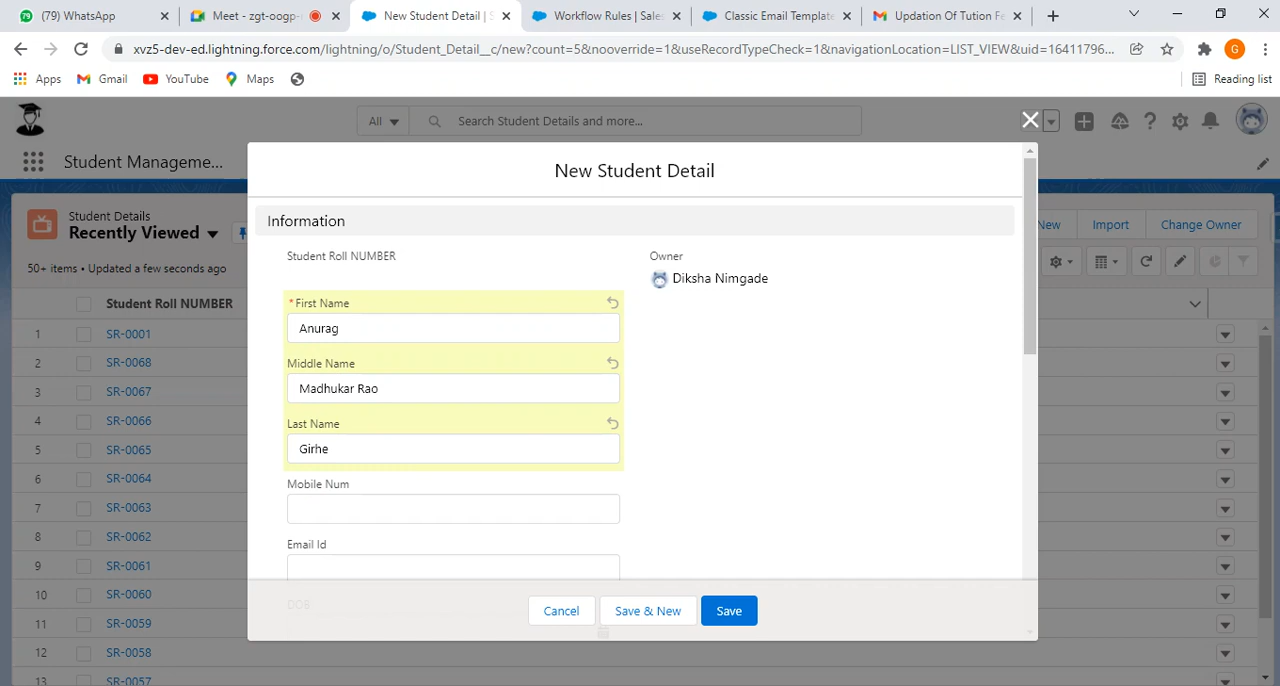 (79) WhatsApp
Meet - zgt-oogp-
New Student Detail | S
Workflow Rules | Sales
Classic Email Template
Updation Of Tution Fe
xvz5-dev-ed.lightning.force.com/lightning/o/Student_Detail__c/new?count=5&nooverride=1&useRecordTypeCheck=1&navigationLocation=LIST_VIEW&uid=16411796...
G
Apps
Gmail
YouTube
Maps
Reading list
All
Search Student Details and more...
Student Manageme...
New Student Detail
Student Details
Recently Viewed
New
Import
Change Owner
50+ items • Updated a few seconds ago
Information
Student Roll NUMBER
Owner
Diksha Nimgade
* First Name
Anurag
Middle Name
Madhukar Rao
Last Name
Girhe
Mobile Num
Email Id
DOB
Cancel
Save & New
Save
Student Roll NUMBER
1 SR-0001
2 SR-0068
3 SR-0067
4 SR-0066
5 SR-0065
6 SR-0064
7 SR-0063
8 SR-0062
9 SR-0061
10 SR-0060
11 SR-0059
12 SR-0058
13 SR-0057